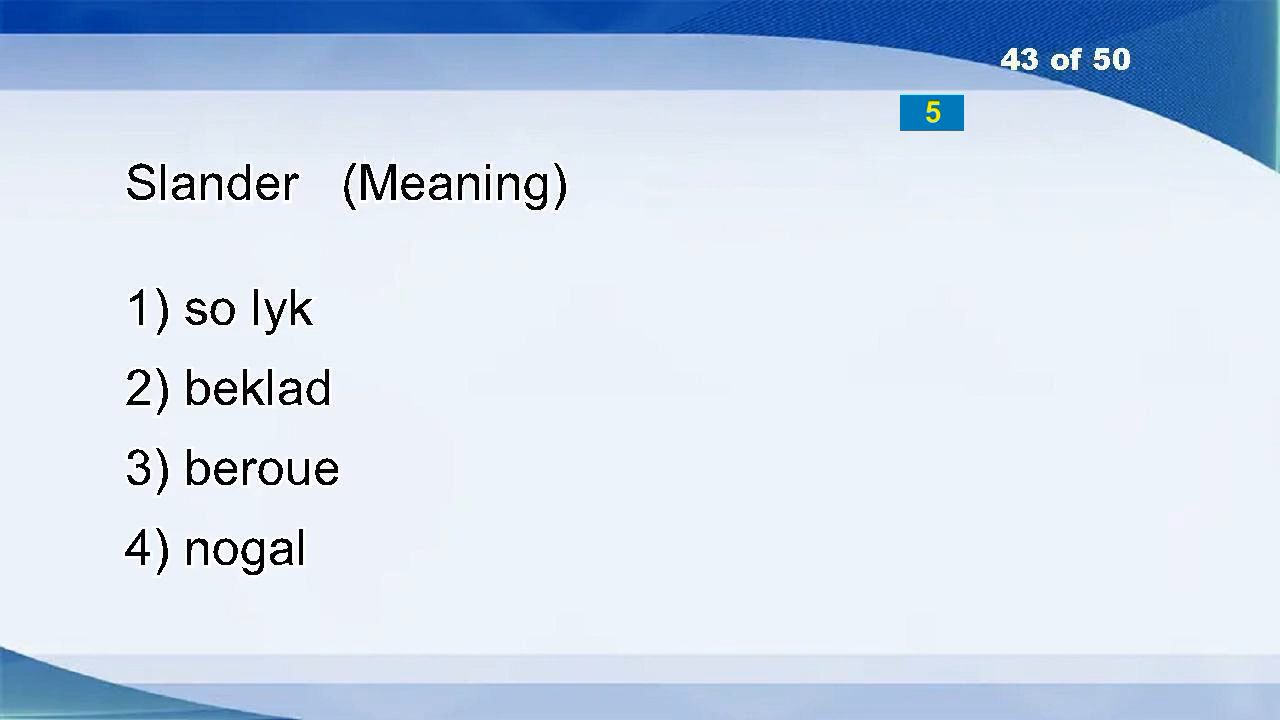 43 of 50
5
Slander (Meaning)
1) so lyk
2) beklad
3) beroue
4) nogal